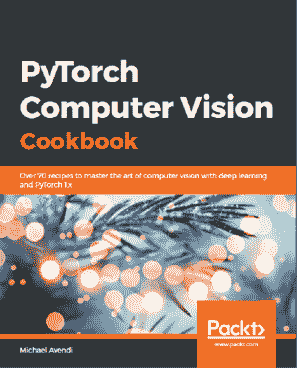 PyTorch
Computer Vision
Cookbook
Over 70 recipes to master the art of computer vision with deep learning
and PyTorch 1.x
Packt>
www.packt.com
Michael Avendi